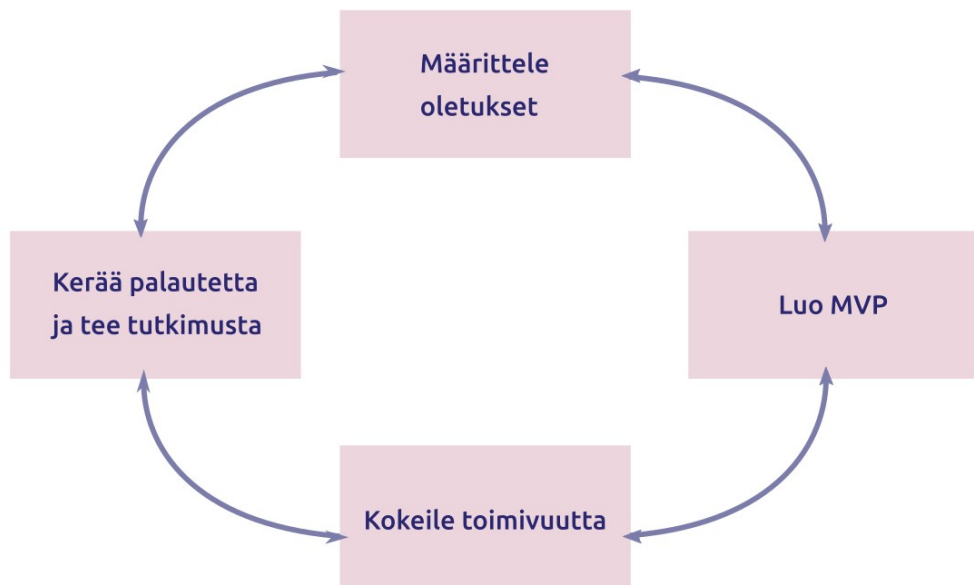 Määrittele
oletukset
Kerää palautetta
ja tee tutkimusta
Luo MVP
Kokeile toimivuutta